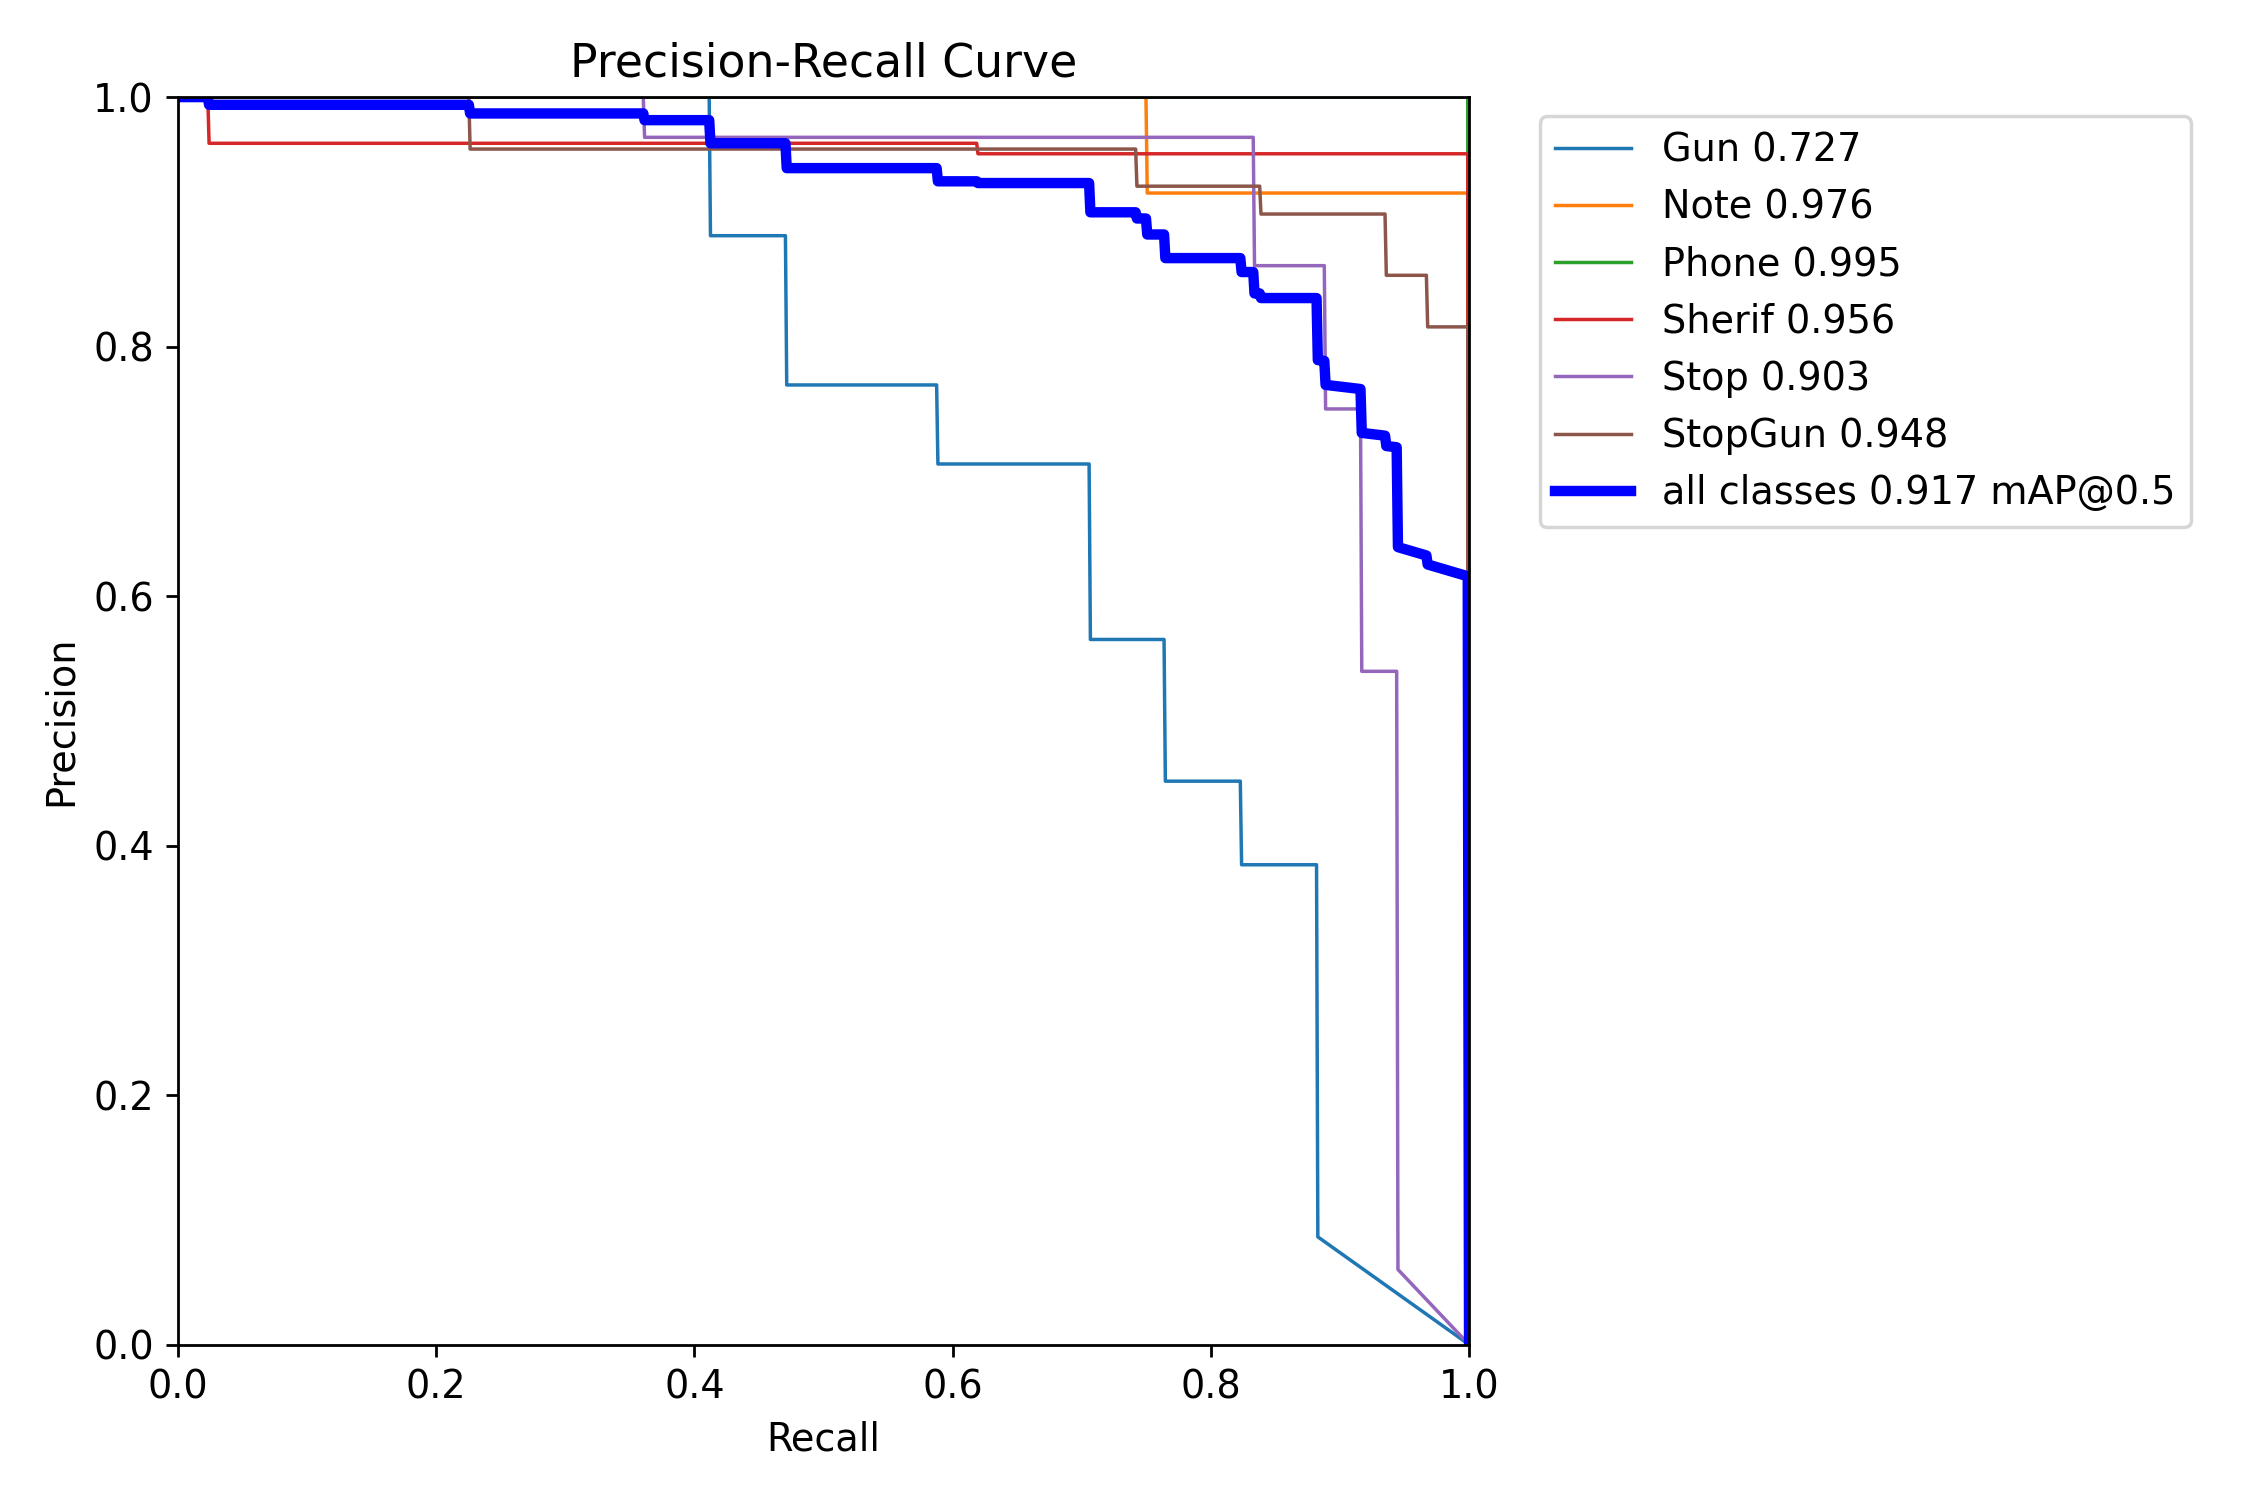 Precision-Recall Curve
1.0
0.8
0.6
0.4
0.2
0.0
Precision
0.0 0.2 0.4 0.6 0.8 1.0
Recall
Gun 0.727
Note 0.976
Phone 0.995
Sherif 0.956
Stop 0.903
StopGun 0.948
all classes 0.917 mAP@0.5